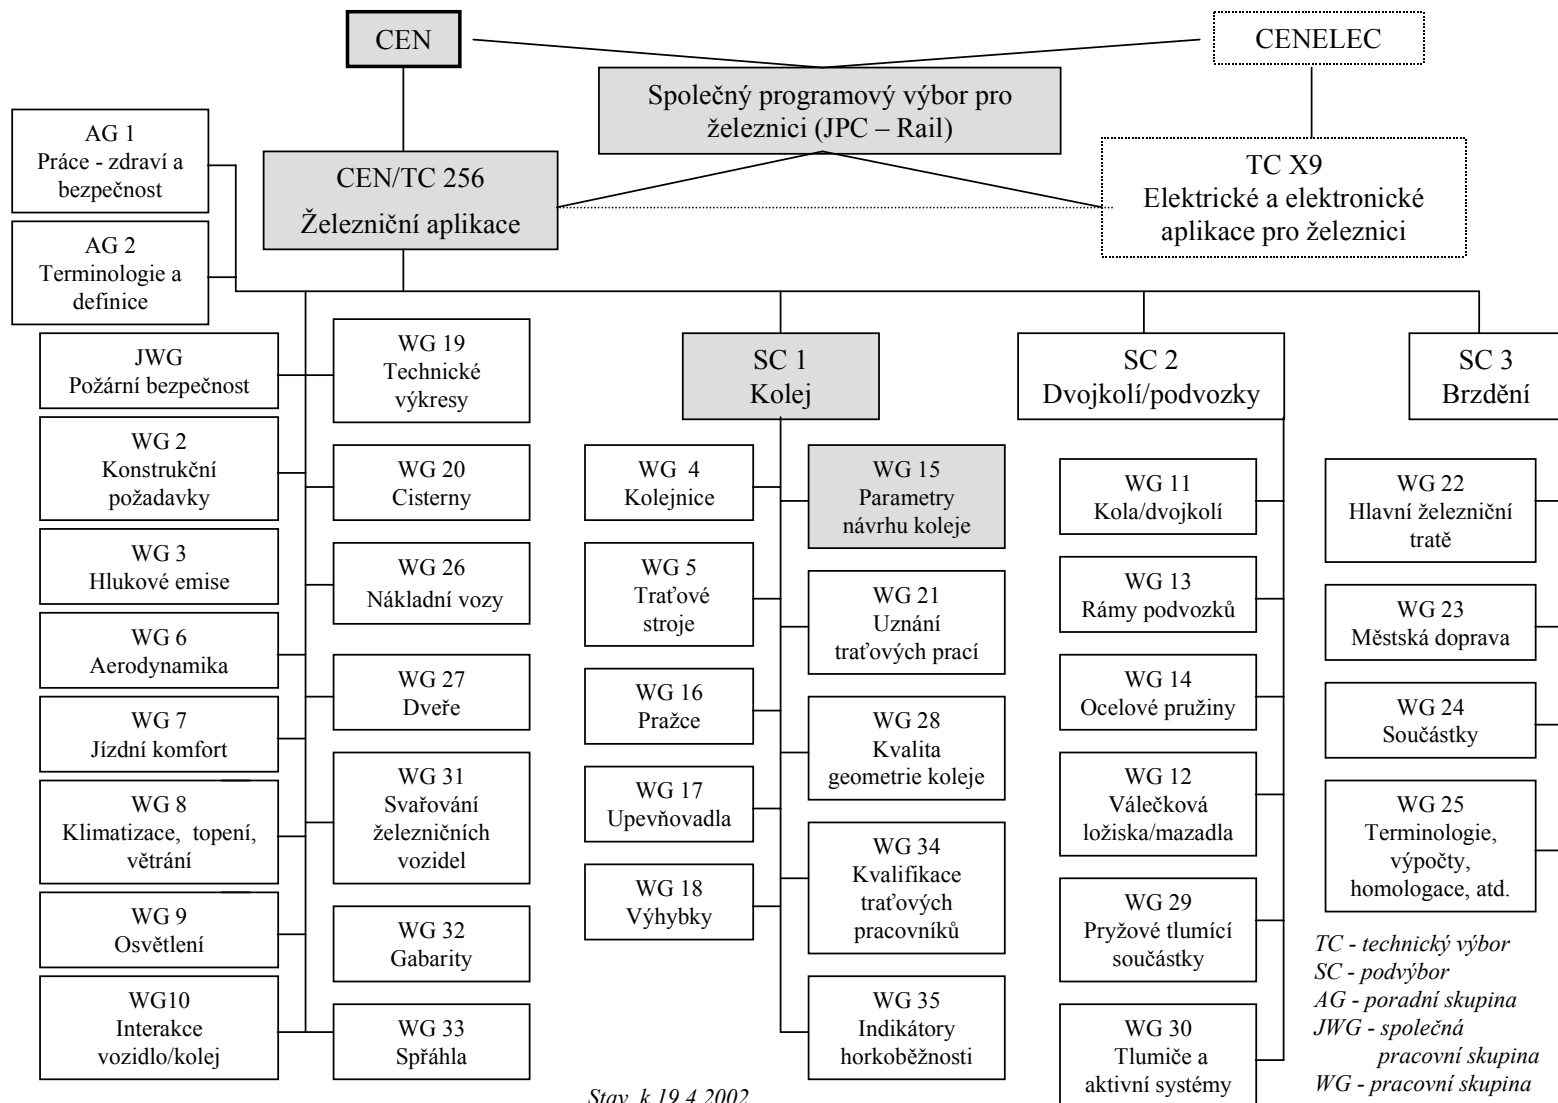 CEN
CENELEC
Společný programový výbor pro
železnici (JPC – Rail)
AG 1
Práce - zdraví a
bezpečnost
CEN/TC 256
Železniční aplikace
TC X9
Elektrické a elektronické
aplikace pro železnici
AG 2
Terminologie a
definice
JWG
Požární bezpečnost
WG 2
Konstrukční
požadavky
WG 3
Hlukové emise
WG 6
Aerodynamika
WG 7
Jízdní komfort
WG 8
Klimatizace, topení,
větrání
WG 9
Osvětlení
WG10
Interakce
vozidlo/kolej
WG 19
Technické
výkresy
WG 20
Cisterny
WG 26
Nákladní vozy
WG 27
Dveře
WG 31
Svařování
železničních
vozidel
WG 32
Gabarity
WG 33
Spřáhla
SC 1
Kolej
WG 4
Kolejnice
WG 5
Traťové
stroje
WG 16
Pražce
WG 17
Upevňovadla
WG 18
Výhybky
WG 15
Parametry
návrhu koleje
WG 21
Uznání
traťových prací
WG 28
Kvalita
geometrie koleje
WG 34
Kvalifikace
traťových
pracovníků
WG 35
Indikátory
horkoběžnosti
SC 2
Dvojkolí/podvozky
WG 11
Kola/dvojkolí
WG 13
Rámy podvozků
WG 14
Ocelové pružiny
WG 12
Válečková
ložiska/mazadla
WG 29
Pryžové tlumící
součástky
WG 30
Tlumiče a
aktivní systémy
SC 3
Brzdění
WG 22
Hlavní železniční
tratě
WG 23
Městská doprava
WG 24
Součástky
WG 25
Terminologie,
výpočty,
homologace, atd.
TC - technický výbor
SC - podvýbor
AG - poradní skupina
JWG - společná
pracovní skupina
WG - pracovní skupina
Stav k 19.4.2002